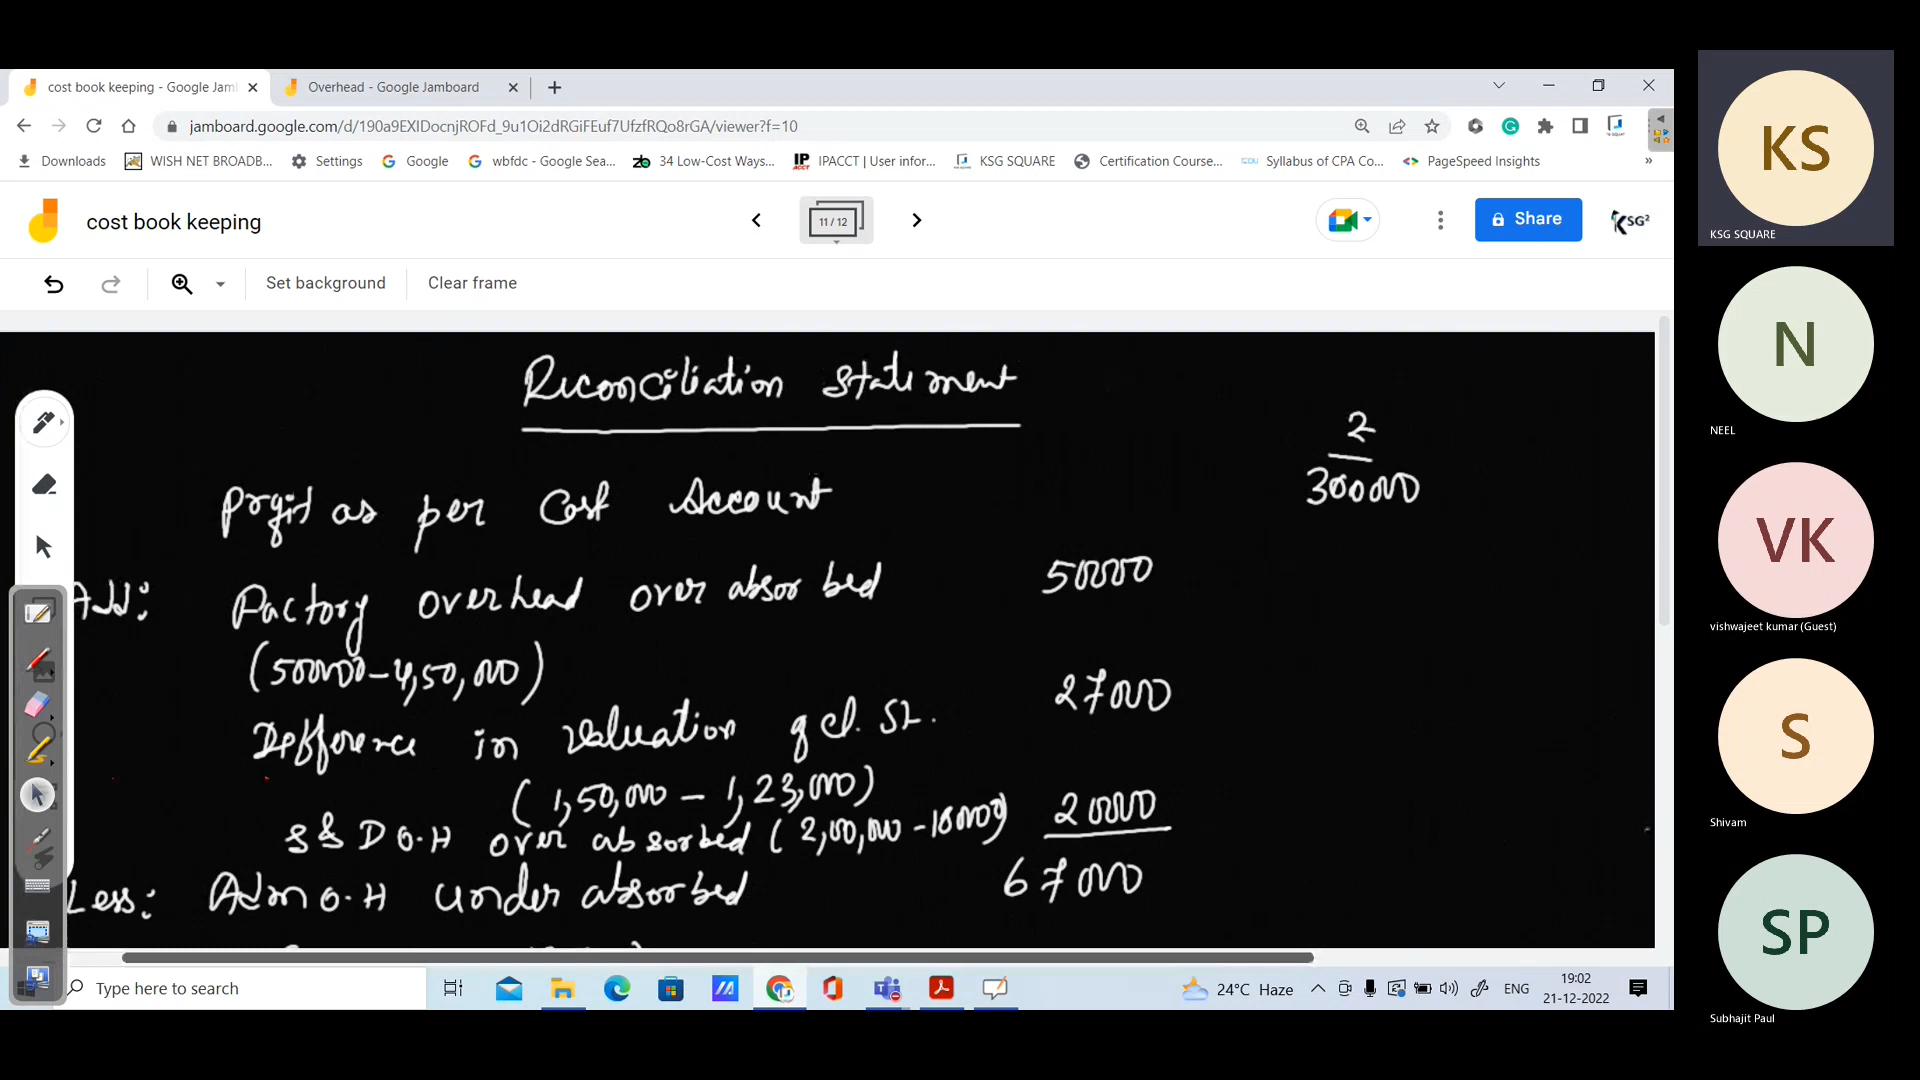 cost book keeping - Google Jam
Overhead - Google Jamboard
jamboard.google.com/d/190a9EXIDocnjROFd_9u1Oi2dRGiFEuf7UfzfRQo8rGA/viewer?f=10
Downloads
WISH NET BROADB...
Settings
Google
wbfdc - Google Sea...
34 Low-Cost Ways...
IPACCT | User infor...
KSG SQUARE
Certification Course...
Syllabus of CPA Co...
PageSpeed Insights
»
cost book keeping
11 / 12
Share
KSG²
Set background
Clear frame
Reconciliation Statement
2
Profit as per Cost Account
300000
Add: Factory overhead over absorbed 50000
(500000-4,50,000)
Difference in valuation of cl. St. 27000
(1,50,000 - 1,23,000)
S & D O.H over absorbed (2,00,000-180000) 20000
67000
Less: Adm O.H under absorbed
Type here to search
24°C Haze
ENG
19:02
21-12-2022
KS
KSG SQUARE
N
NEEL
VK
vishwajeet kumar (Guest)
S
Shivam
SP
Subhajit Paul